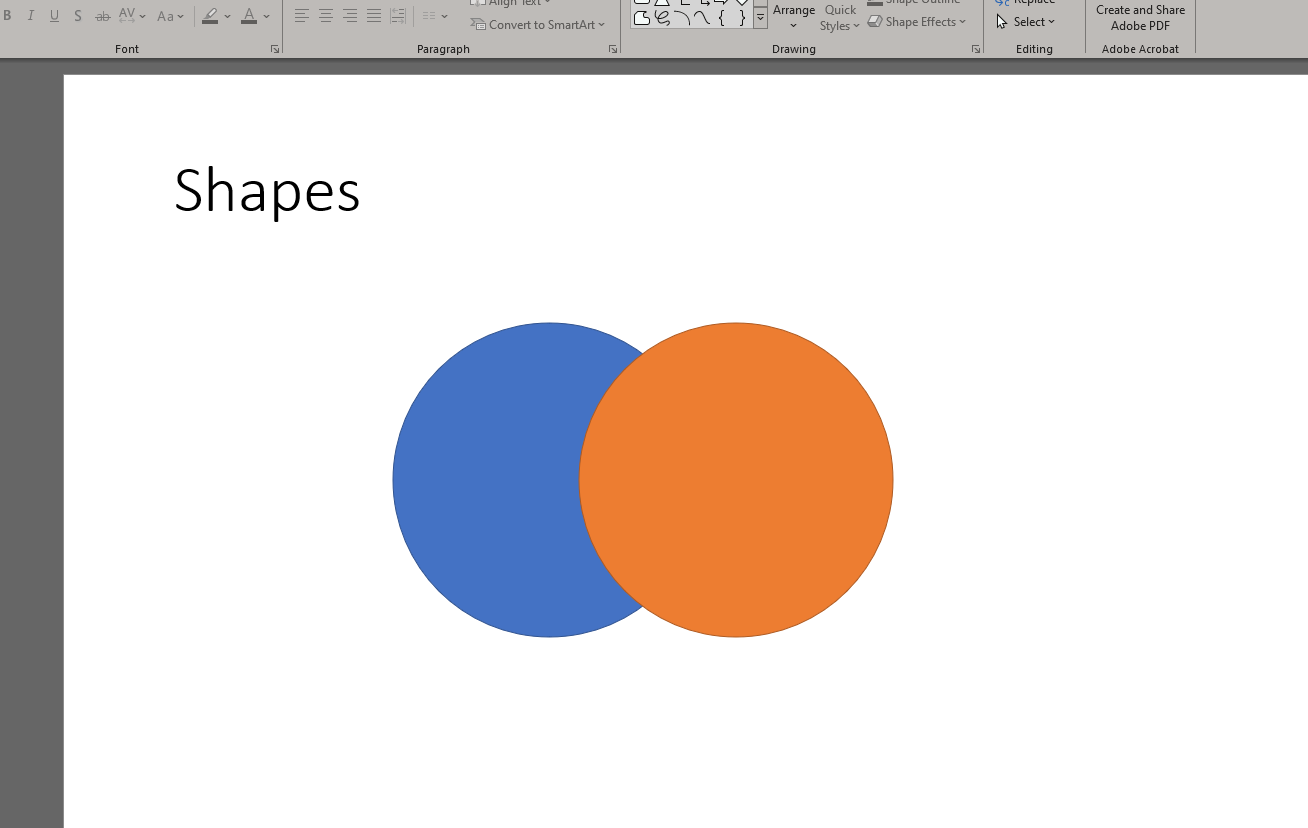 B I U S ab AV Aa A
Align Text
Convert to SmartArt
Arrange
Quick
Styles
Shape Outline
Shape Effects
Replace
Select
Create and Share
Adobe PDF
Font
Paragraph
Drawing
Editing
Adobe Acrobat
Shapes